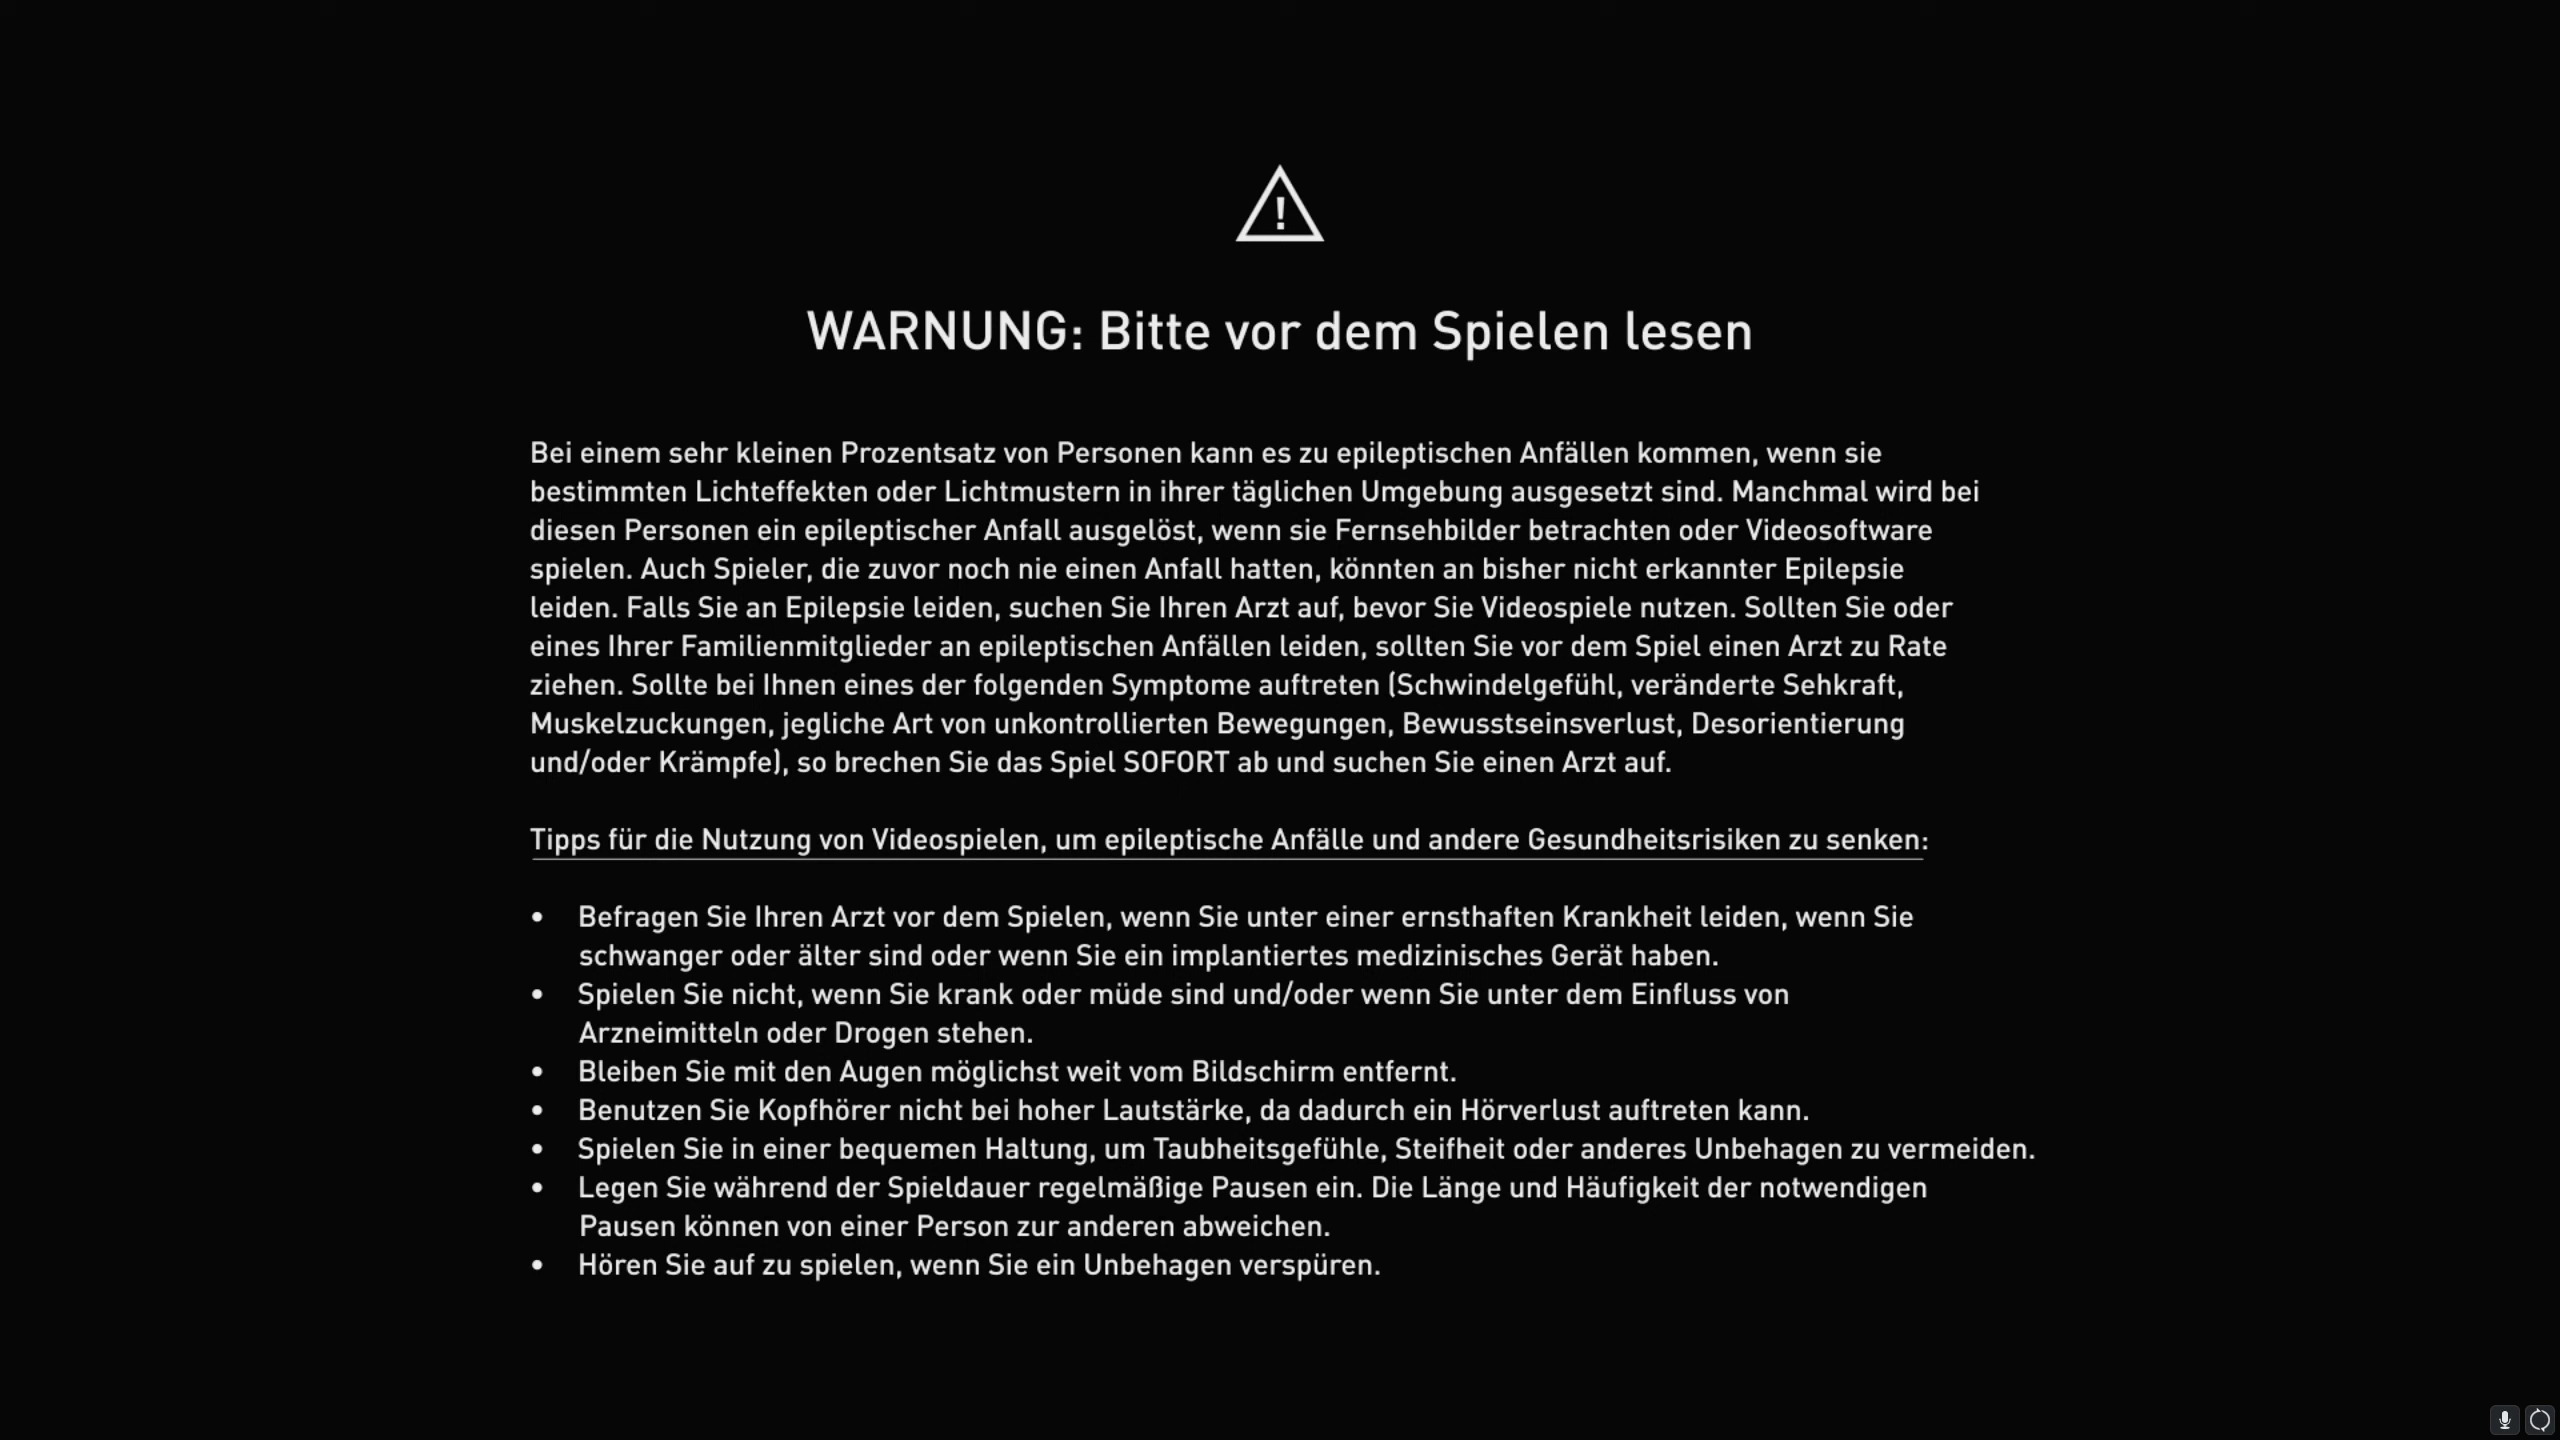 WARNUNG: Bitte vor dem Spielen lesen
Bei einem sehr kleinen Prozentsatz von Personen kann es zu epileptischen Anfällen kommen, wenn sie
bestimmten Lichteffekten oder Lichtmustern in ihrer täglichen Umgebung ausgesetzt sind. Manchmal wird bei
diesen Personen ein epileptischer Anfall ausgelöst, wenn sie Fernsehbilder betrachten oder Videosoftware
spielen. Auch Spieler, die zuvor noch nie einen Anfall hatten, könnten an bisher nicht erkannter Epilepsie
leiden. Falls Sie an Epilepsie leiden, suchen Sie Ihren Arzt auf, bevor Sie Videospiele nutzen. Sollten Sie oder
eines Ihrer Familienmitglieder an epileptischen Anfällen leiden, sollten Sie vor dem Spiel einen Arzt zu Rate
ziehen. Sollte bei Ihnen eines der folgenden Symptome auftreten (Schwindelgefühl, veränderte Sehkraft,
Muskelzuckungen, jegliche Art von unkontrollierten Bewegungen, Bewusstseinsverlust, Desorientierung
und/oder Krämpfe), so brechen Sie das Spiel SOFORT ab und suchen Sie einen Arzt auf.
Tipps für die Nutzung von Videospielen, um epileptische Anfälle und andere Gesundheitsrisiken zu senken:
• Befragen Sie Ihren Arzt vor dem Spielen, wenn Sie unter einer ernsthaften Krankheit leiden, wenn Sie
schwanger oder älter sind oder wenn Sie ein implantiertes medizinisches Gerät haben.
• Spielen Sie nicht, wenn Sie krank oder müde sind und/oder wenn Sie unter dem Einfluss von
Arzneimitteln oder Drogen stehen.
• Bleiben Sie mit den Augen möglichst weit vom Bildschirm entfernt.
• Benutzen Sie Kopfhörer nicht bei hoher Lautstärke, da dadurch ein Hörverlust auftreten kann.
• Spielen Sie in einer bequemen Haltung, um Taubheitsgefühle, Steifheit oder anderes Unbehagen zu vermeiden.
• Legen Sie während der Spieldauer regelmäßige Pausen ein. Die Länge und Häufigkeit der notwendigen
Pausen können von einer Person zur anderen abweichen.
• Hören Sie auf zu spielen, wenn Sie ein Unbehagen verspüren.